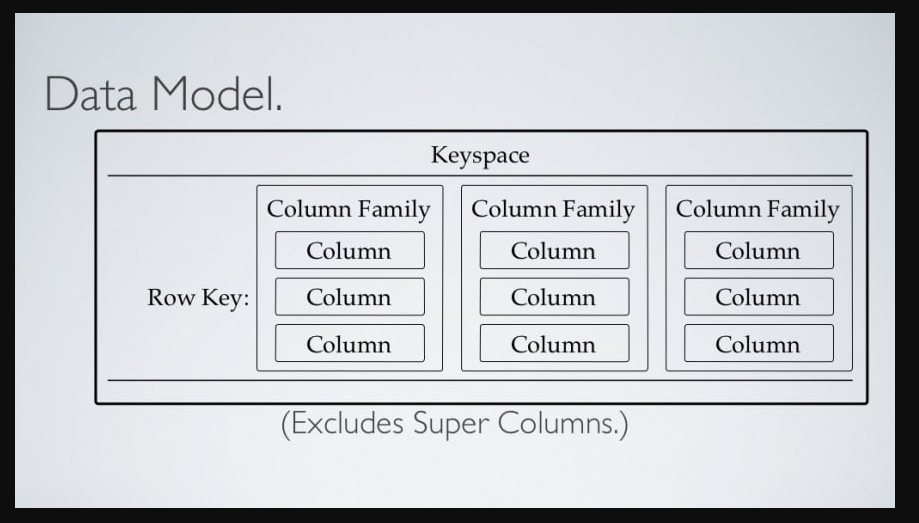 Data Model.
Keyspace
Column Family Column Family Column Family
Column Column Column
Row Key: Column Column Column
Column Column Column
(Excludes Super Columns.)